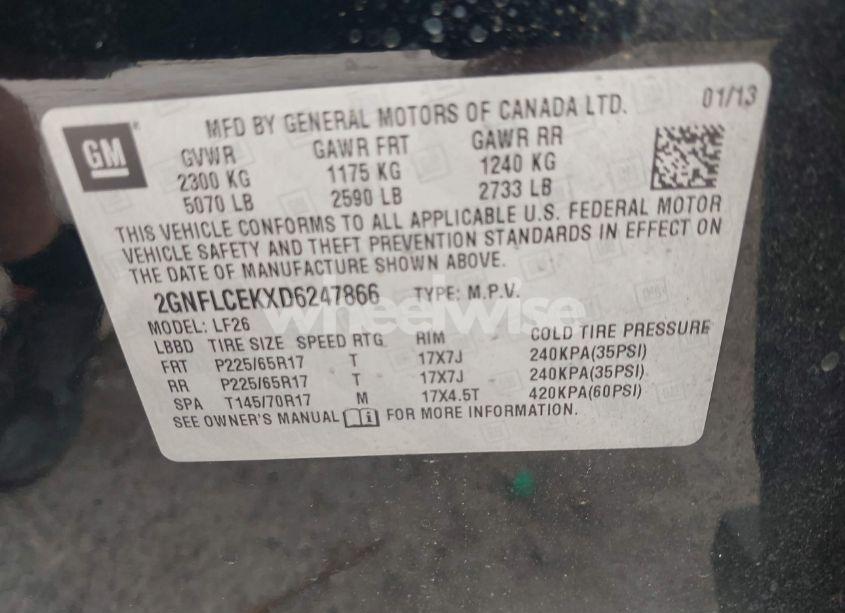 MFD BY GENERAL MOTORS OF CANADA LTD. 01/13
GM
GVWR GAWR FRT GAWR RR
2300 KG 1175 KG 1240 KG
5070 LB 2590 LB 2733 LB
THIS VEHICLE CONFORMS TO ALL APPLICABLE U.S. FEDERAL MOTOR
VEHICLE SAFETY AND THEFT PREVENTION STANDARDS IN EFFECT ON
THE DATE OF MANUFACTURE SHOWN ABOVE.
2GNFLCEKXD6247866 TYPE: M.P.V.
wheelwise
MODEL: LF26
LBBD TIRE SIZE SPEED RTG RIM COLD TIRE PRESSURE
FRT P225/65R17 T 17X7J 240KPA(35PSI)
RR P225/65R17 T 17X7J 240KPA(35PSI)
SPA T145/70R17 M 17X4.5T 420KPA(60PSI)
SEE OWNER'S MANUAL i FOR MORE INFORMATION.